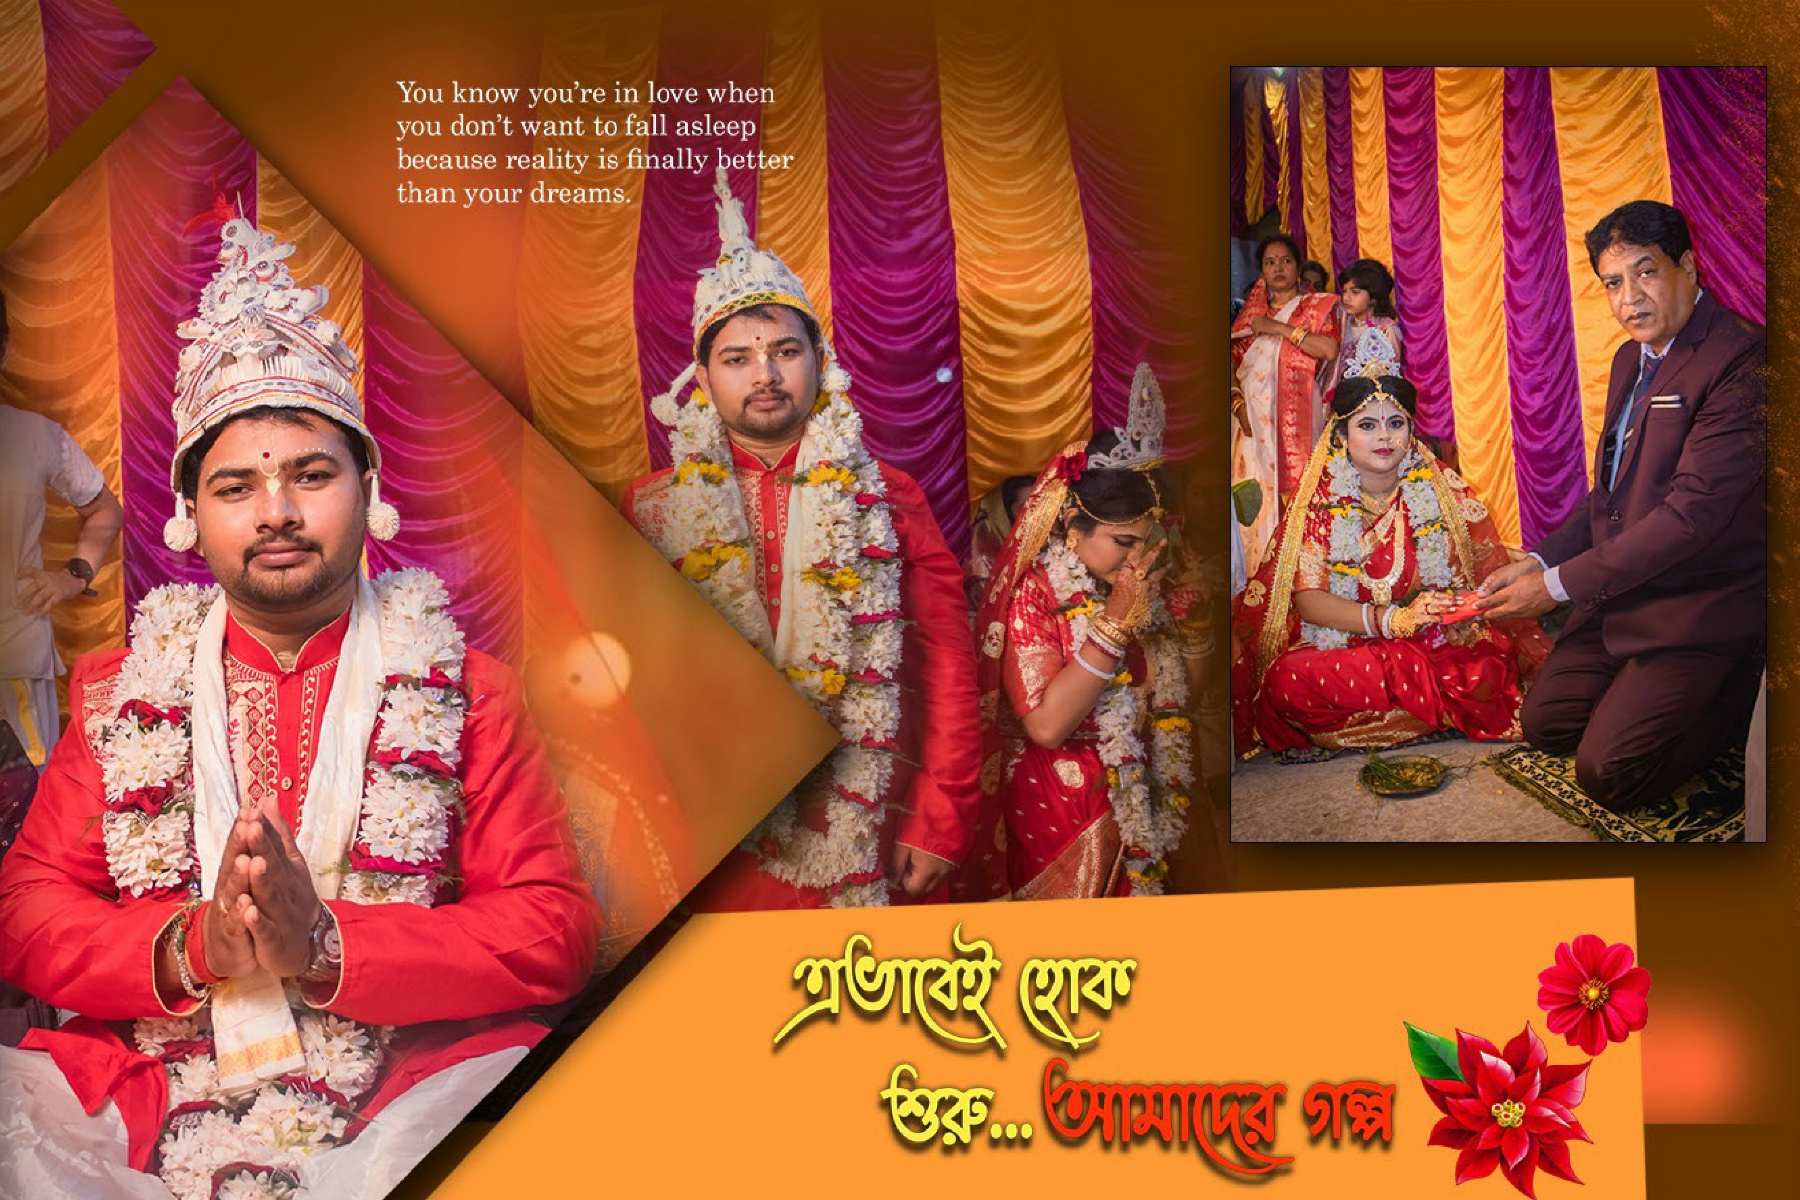 You know you’re in love when
you don’t want to fall asleep
because reality is finally better
than your dreams.
এভাবেই হোক
শুরু...আমাদের গল্প